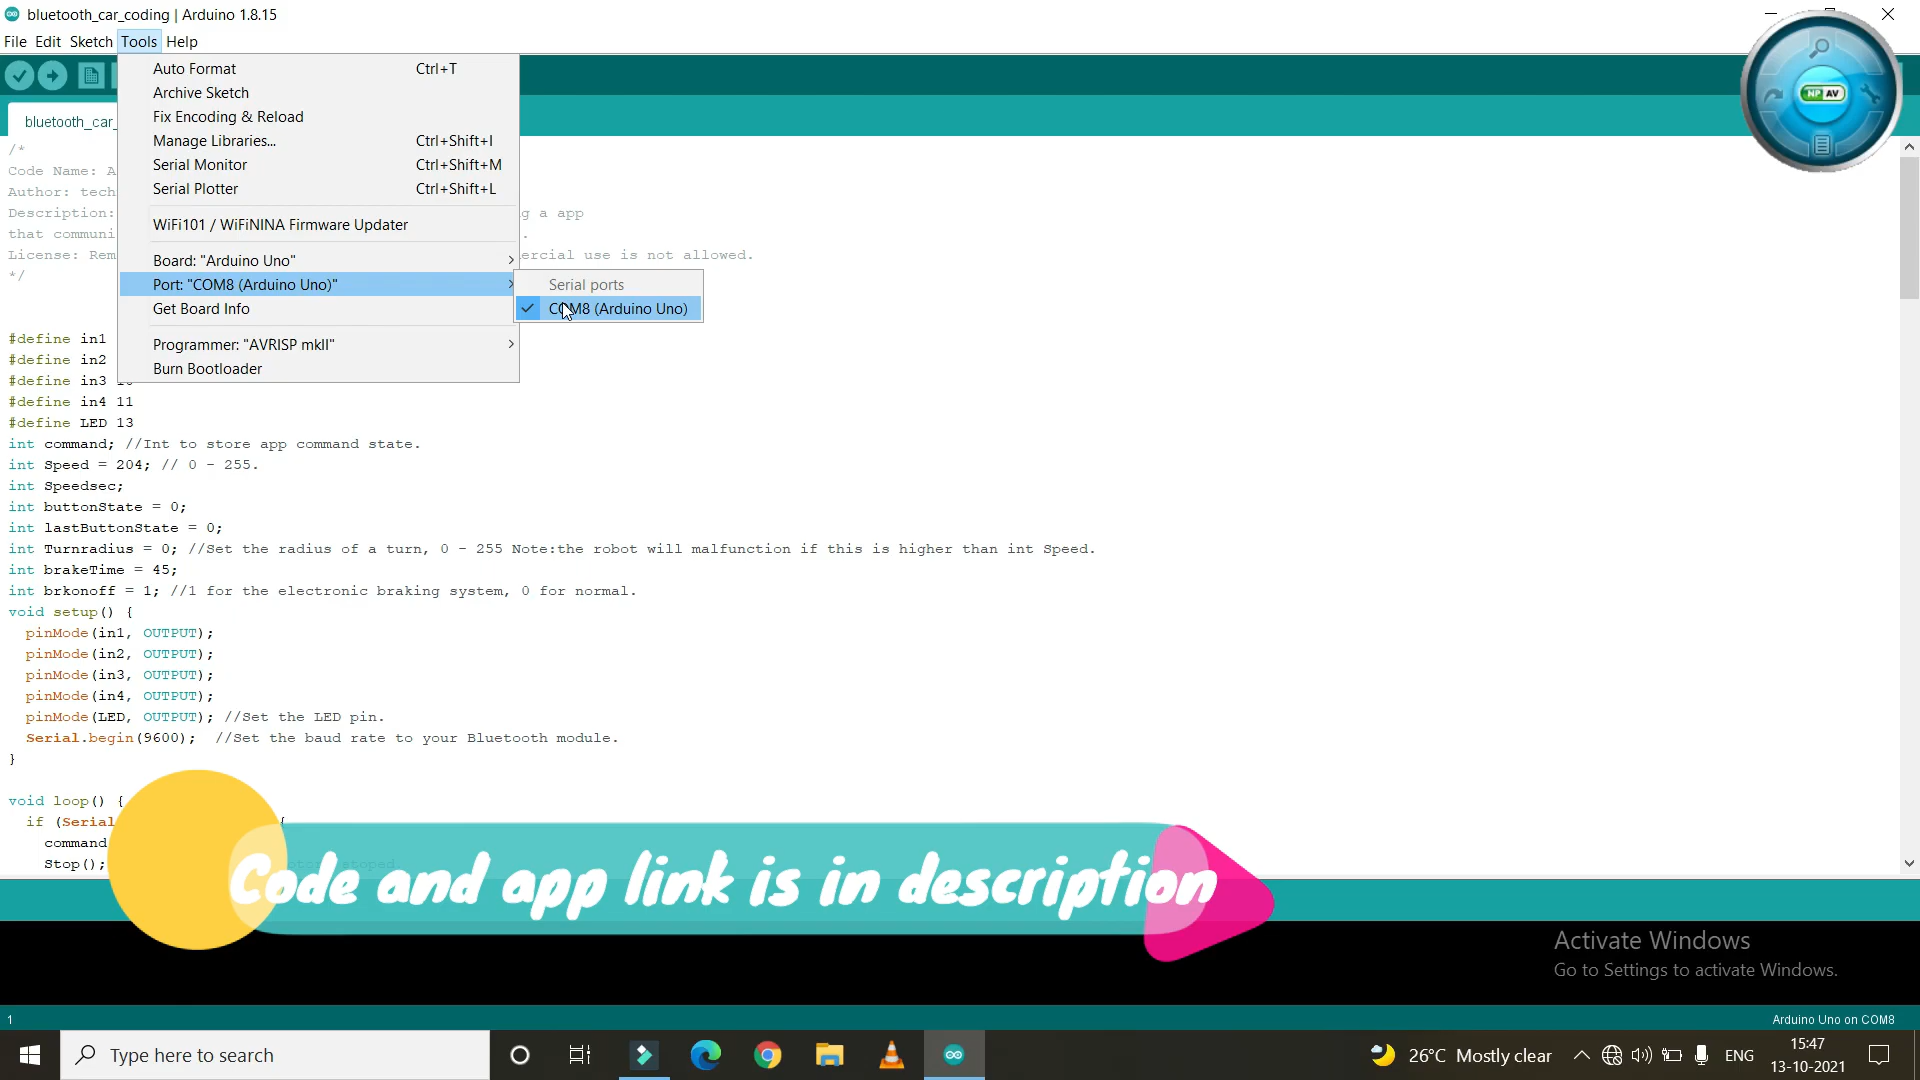 bluetooth_car_coding | Arduino 1.8.15
File Edit Sketch Tools Help
Auto Format Ctrl+T
Archive Sketch
Fix Encoding & Reload
Manage Libraries... Ctrl+Shift+I
Serial Monitor Ctrl+Shift+M
Serial Plotter Ctrl+Shift+L
WiFi101 / WiFiNINA Firmware Updater
Board: "Arduino Uno"
Port: "COM8 (Arduino Uno)"
Get Board Info
Programmer: "AVRISP mkII"
Burn Bootloader
Serial ports
COM8 (Arduino Uno)
NP AV
bluetooth_car_
/*
Code Name: A
Author: tech
Description: g a app
that communi .
License: Rem ercial use is not allowed.
*/
#define in1
#define in2
#define in3
#define in4 11
#define LED 13
int command; //Int to store app command state.
int Speed = 204; // 0 - 255.
int Speedsec;
int buttonState = 0;
int lastButtonState = 0;
int Turnradius = 0; //Set the radius of a turn, 0 - 255 Note:the robot will malfunction if this is higher than int Speed.
int brakeTime = 45;
int brkonoff = 1; //1 for the electronic braking system, 0 for normal.
void setup() {
pinMode(in1, OUTPUT);
pinMode(in2, OUTPUT);
pinMode(in3, OUTPUT);
pinMode(in4, OUTPUT);
pinMode(LED, OUTPUT); //Set the LED pin.
Serial.begin(9600); //Set the baud rate to your Bluetooth module.
}
void loop() {
if (Serial {
command
Stop();
Code and app link is in description
Activate Windows
Go to Settings to activate Windows.
1
Arduino Uno on COM8
Type here to search
26°C Mostly clear
ENG
15:47
13-10-2021